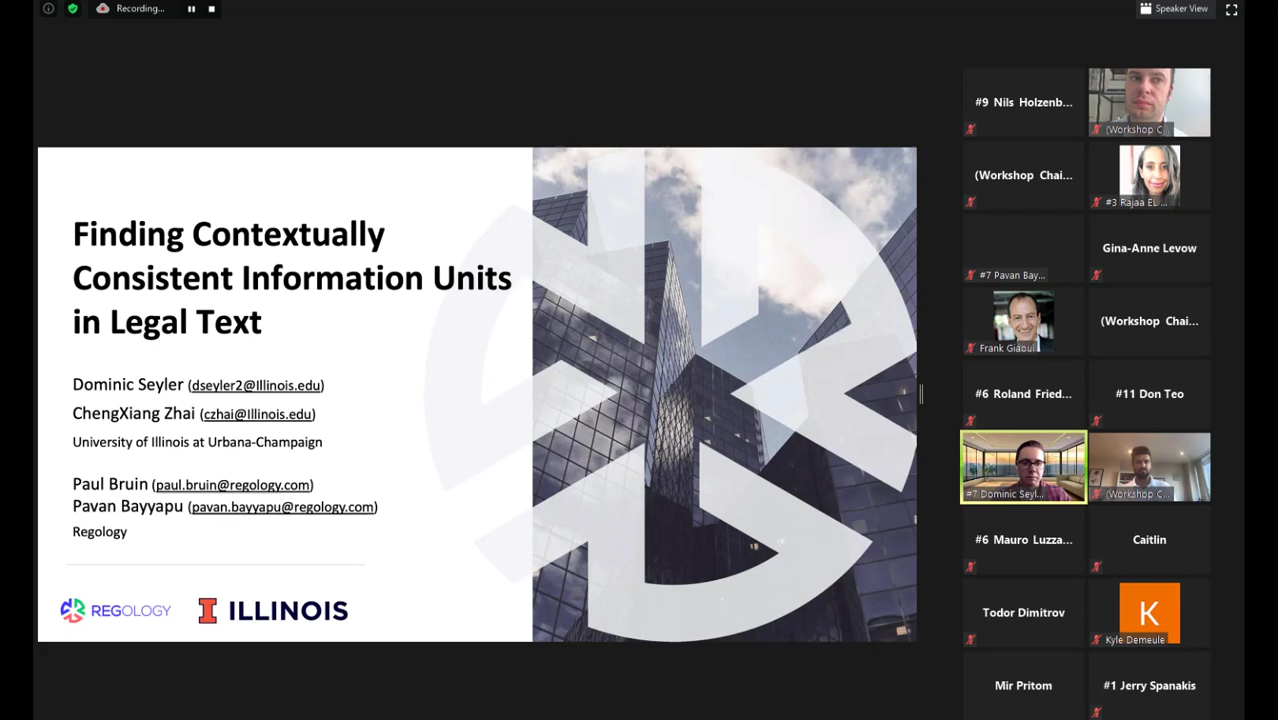 Recording...
Speaker View
Finding Contextually
Consistent Information Units
in Legal Text
Dominic Seyler (dseyler2@Illinois.edu)
ChengXiang Zhai (czhai@Illinois.edu)
University of Illinois at Urbana-Champaign
Paul Bruin (paul.bruin@regology.com)
Pavan Bayyapu (pavan.bayyapu@regology.com)
Regology
REGOLOGY
I ILLINOIS
#9 Nils Holzenb...
(Workshop C...
(Workshop Chai...
#3 Rajaa EL ...
#7 Pavan Bay...
Gina-Anne Levow
Frank Giaoui
(Workshop Chai...
#6 Roland Fried...
#11 Don Teo
#7 Dominic Seyl...
(Workshop C...
#6 Mauro Luzza...
Caitlin
Todor Dimitrov
K
Kyle Demeule
Mir Pritom
#1 Jerry Spanakis